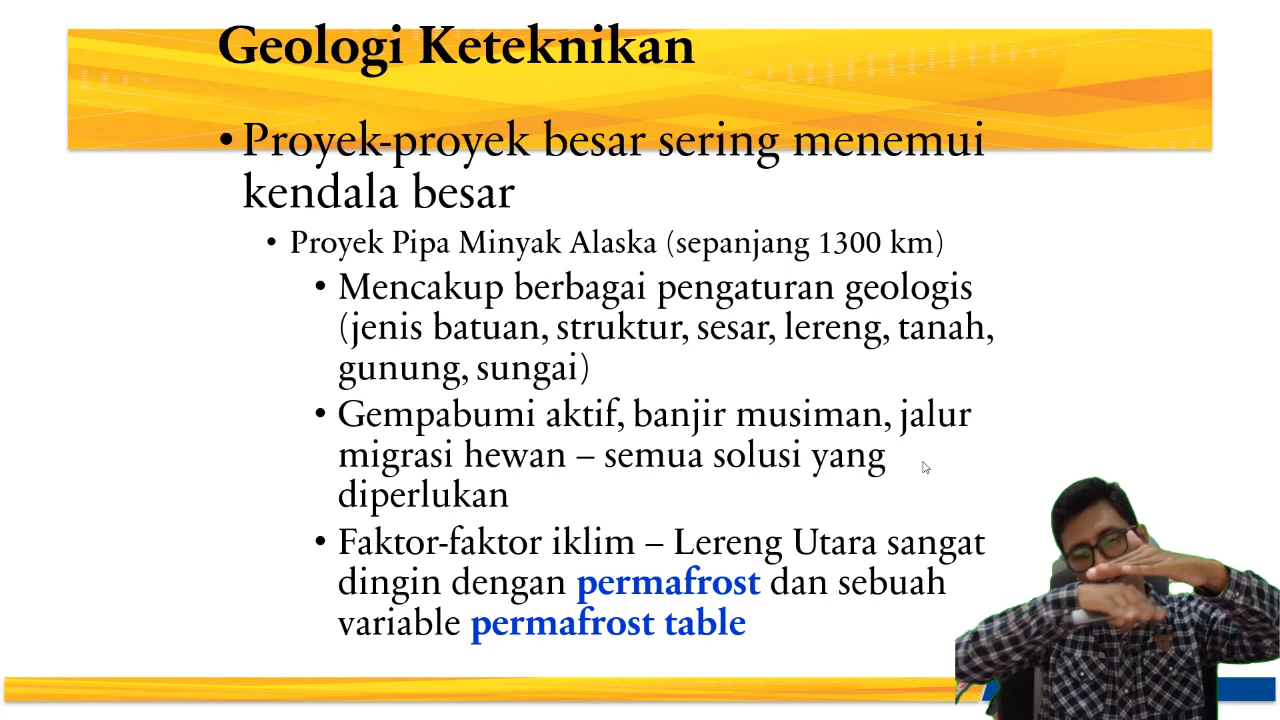 Geologi Keteknikan
• Proyek-proyek besar sering menemui
kendala besar
• Proyek Pipa Minyak Alaska (sepanjang 1300 km)
• Mencakup berbagai pengaturan geologis
(jenis batuan, struktur, sesar, lereng, tanah,
gunung, sungai)
• Gempabumi aktif, banjir musiman, jalur
migrasi hewan – semua solusi yang
diperlukan
• Faktor-faktor iklim – Lereng Utara sangat
dingin dengan permafrost dan sebuah
variable permafrost table